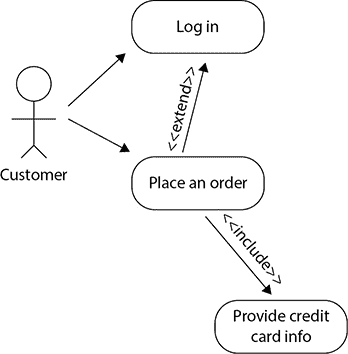 Log in
<<extend>>
Customer
Place an order
<<include>>
Provide credit
card info